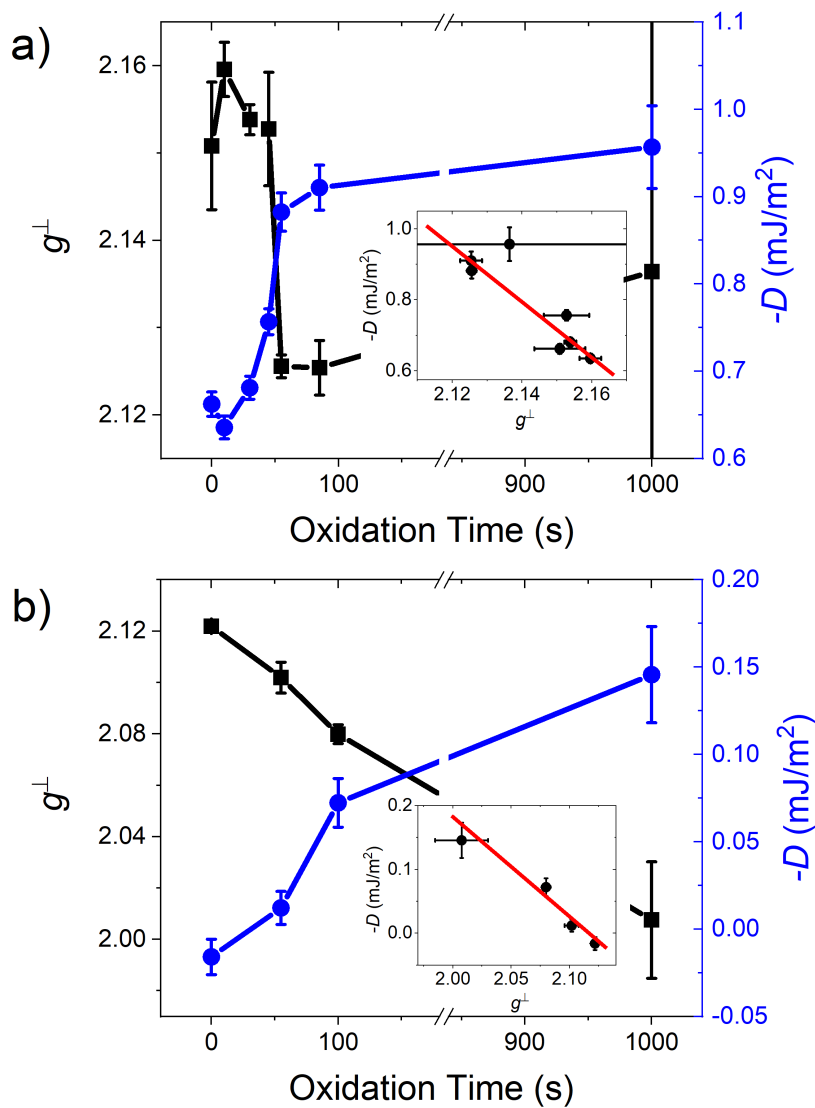 a)
2.16
2.14
2.12
g⊥
1.1
1.0
0.9
0.8
0.7
0.6
-D (mJ/m²)
1.0
0.8
0.6
-D (mJ/m²)
2.12 2.14 2.16
g⊥
0 100 900 1000
Oxidation Time (s)
b)
2.12
2.08
2.04
2.00
g⊥
0.20
0.15
0.10
0.05
0.00
-0.05
-D (mJ/m²)
0.2
0.1
0.0
-D (mJ/m²)
2.00 2.05 2.10
g⊥
0 100 900 1000
Oxidation Time (s)